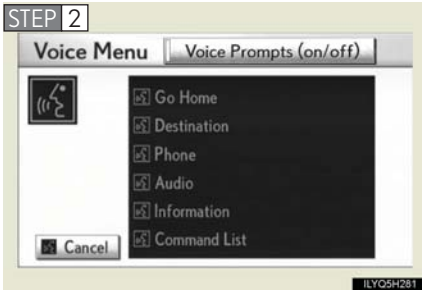 STEP 2
Voice Menu Voice Prompts (on/off)
Go Home
Destination
Phone
Audio
Information
Command List
Cancel
ILYQ5H281